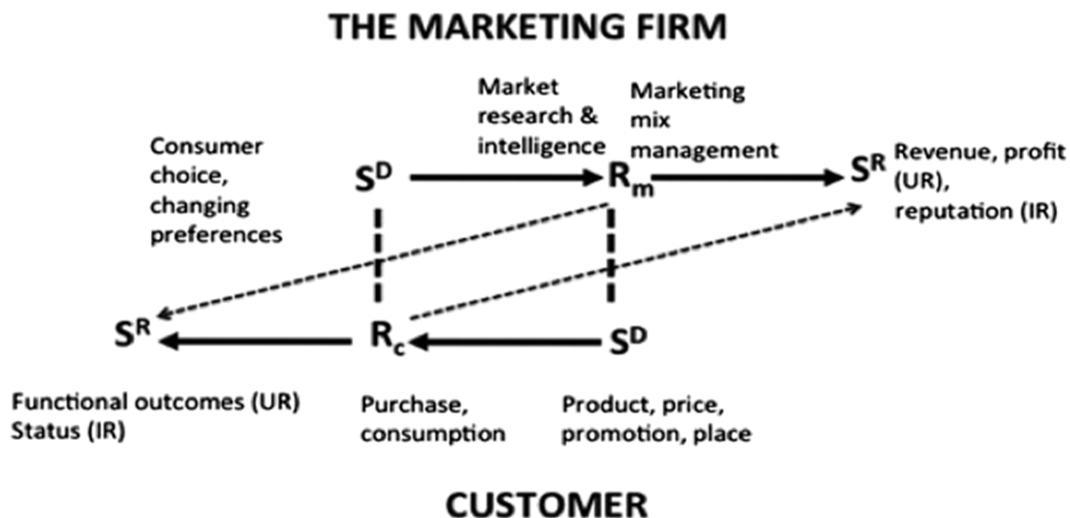 THE MARKETING FIRM
Market
research &
intelligence
Marketing
mix
management
Consumer
choice,
changing
preferences
S^D
R_m
S^R
Revenue, profit
(UR),
reputation (IR)
S^R
R_c
S^D
Functional outcomes (UR)
Status (IR)
Purchase,
consumption
Product, price,
promotion, place
CUSTOMER